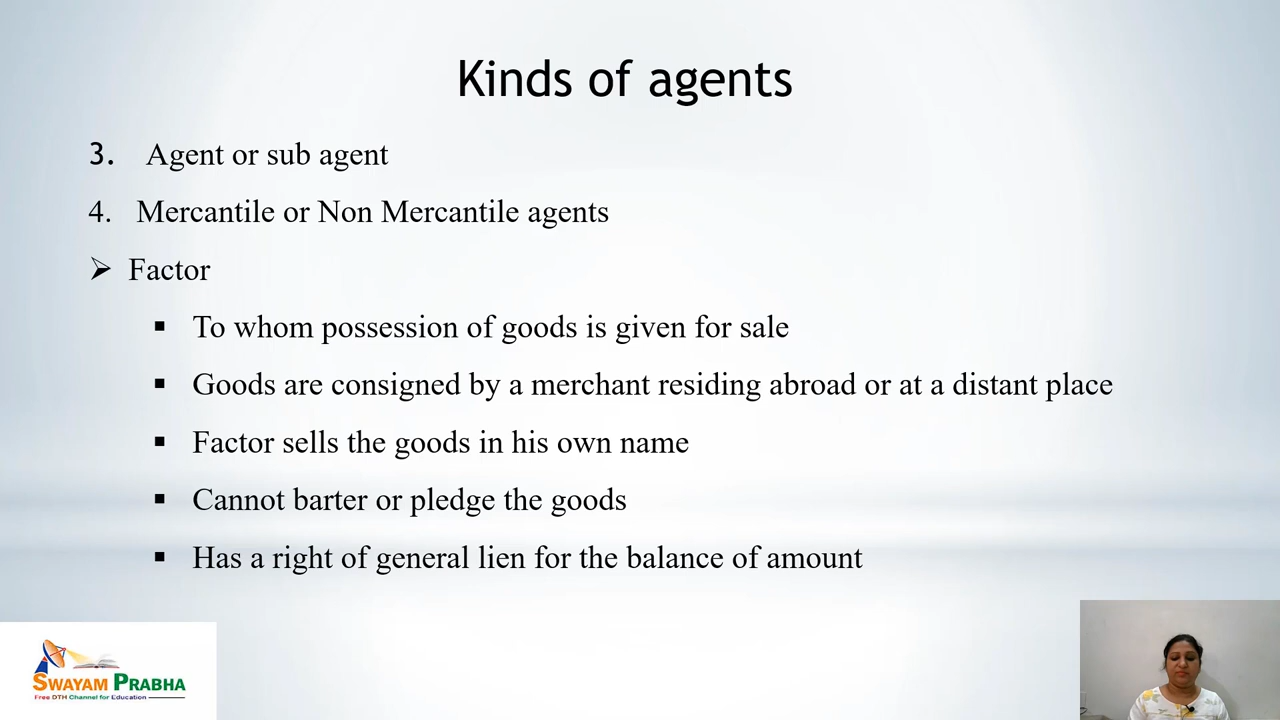 Kinds of agents
3. Agent or sub agent
4. Mercantile or Non Mercantile agents
➢ Factor
▪ To whom possession of goods is given for sale
▪ Goods are consigned by a merchant residing abroad or at a distant place
▪ Factor sells the goods in his own name
▪ Cannot barter or pledge the goods
▪ Has a right of general lien for the balance of amount
SWAYAM PRABHA
Free DTH Channel for Education